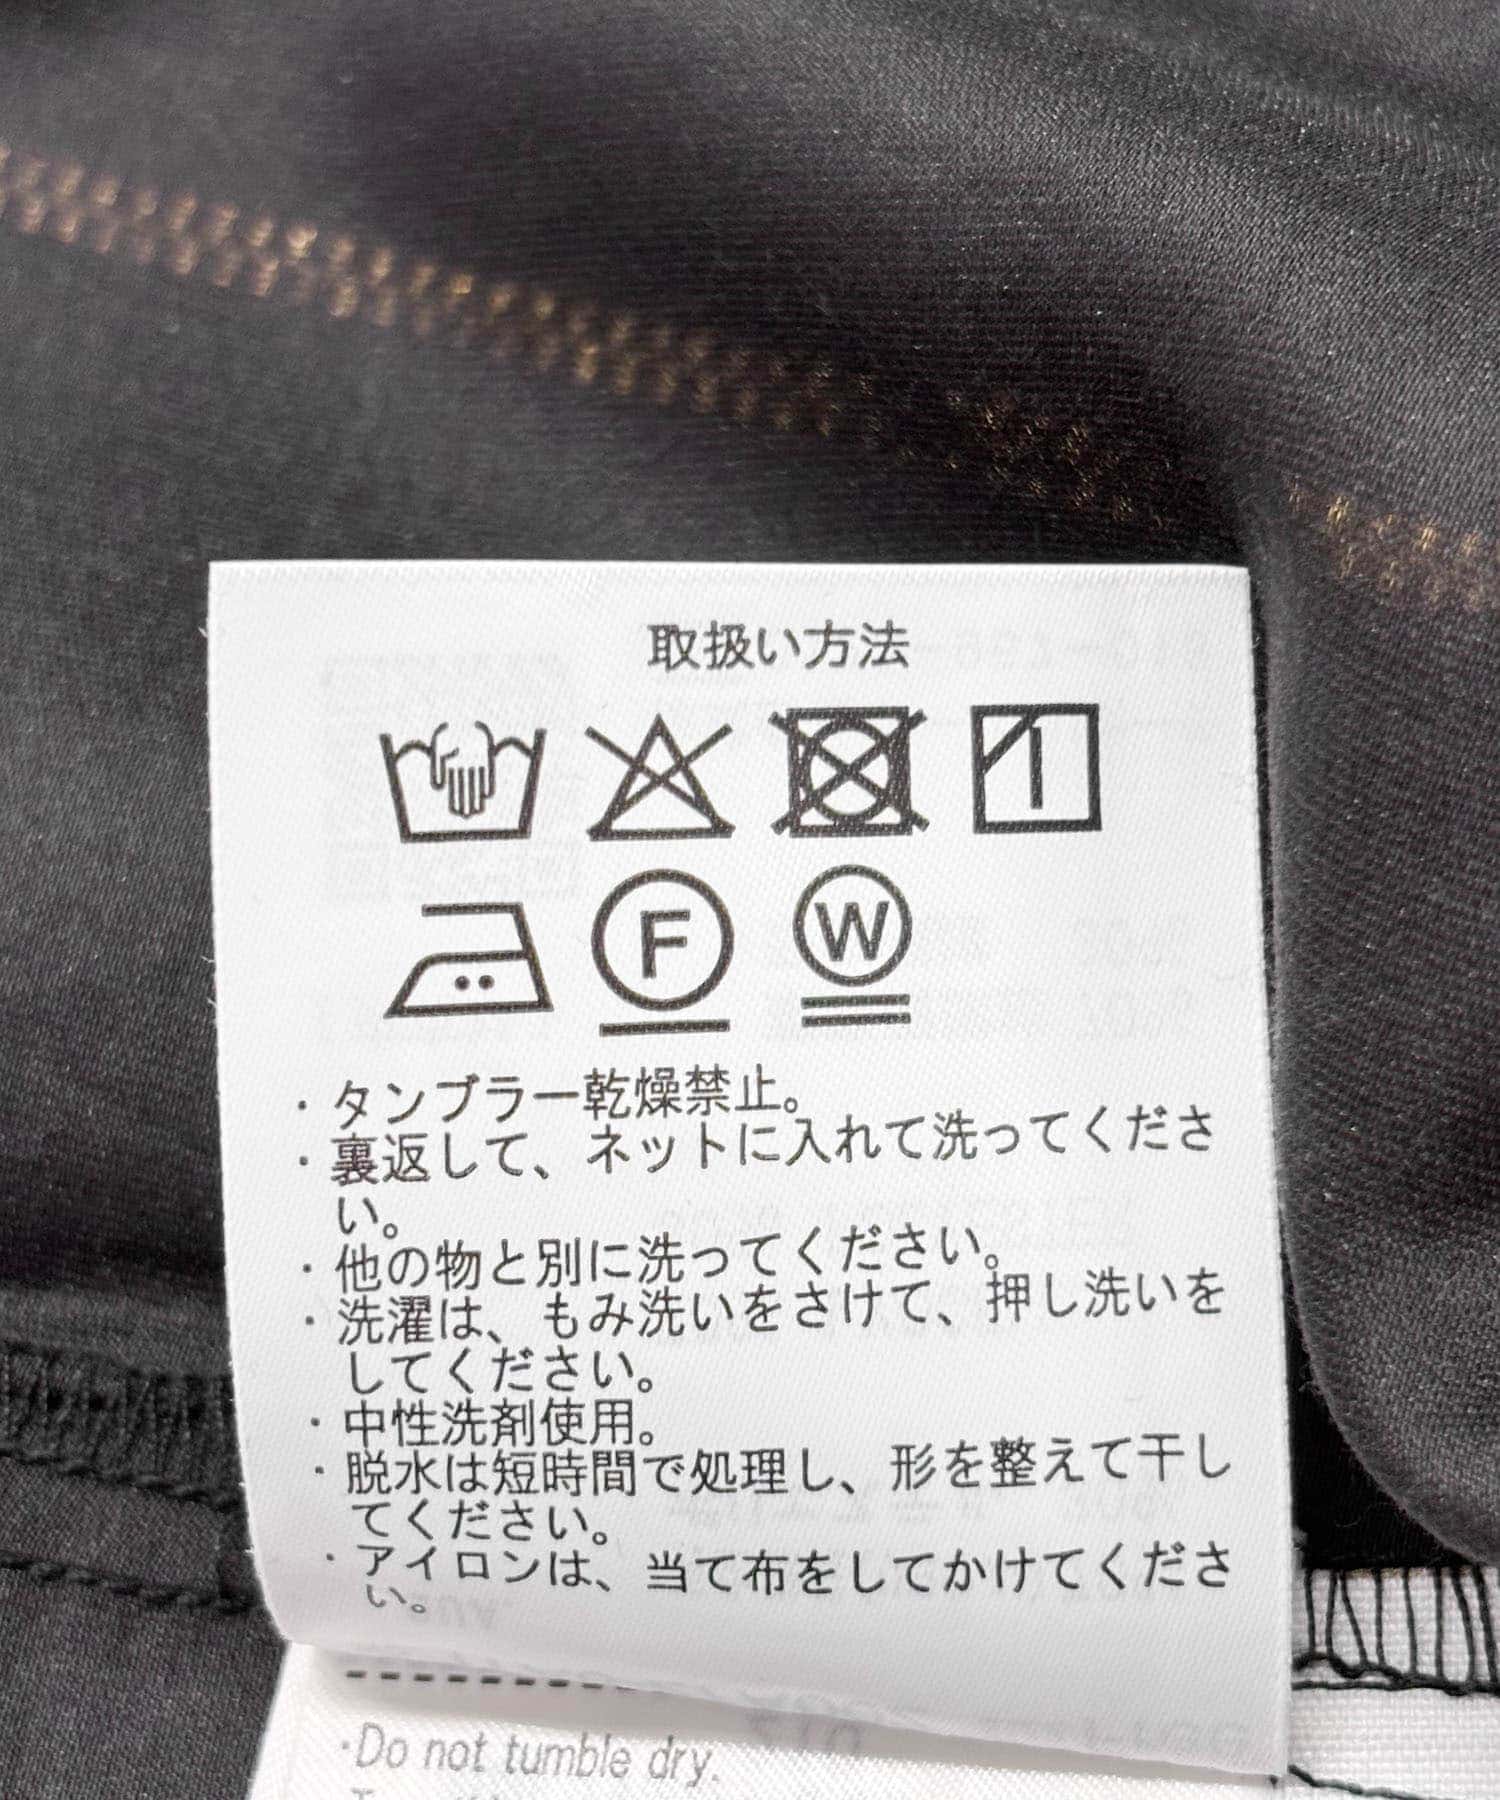 取扱い方法
F
W
・タンブラー乾燥禁止。
・裏返して、ネットに入れて洗ってくださ
い。
・他の物と別に洗ってください。
・洗濯は、もみ洗いをさけて、押し洗いを
してください。
・中性洗剤使用。
・脱水は短時間で処理し、形を整えて干し
てください。
・アイロンは、当て布をしてかけてくださ
い。
·Do not tumble dry.